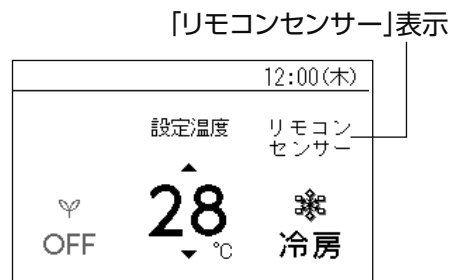 「リモコンセンサー」表示
12:00(木)
設定温度
リモコン
センサー
28℃
OFF
冷房